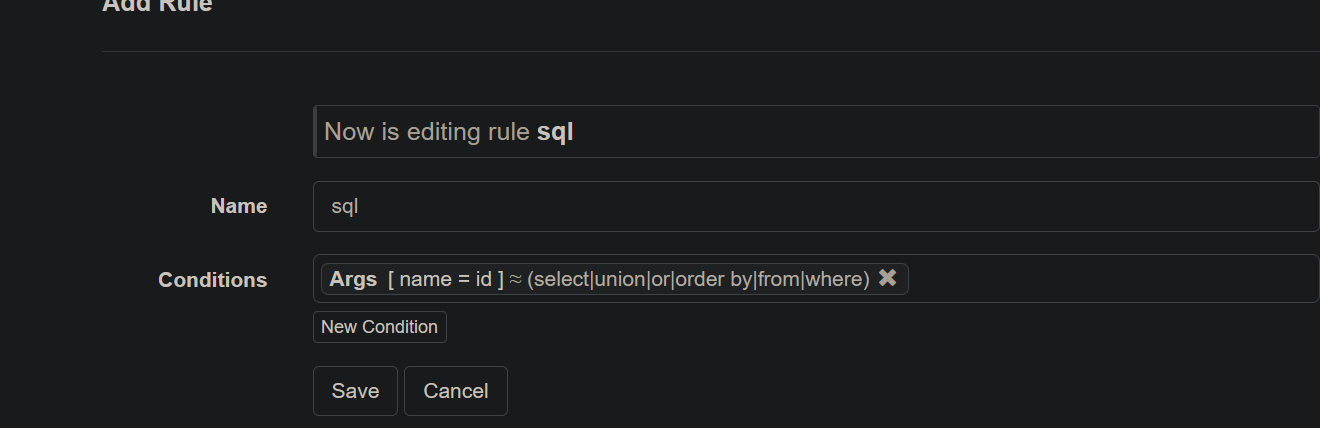 Add Rule
Now is editing rule sql
Name sql
Conditions Args [ name = id ] ≈ (select|union|or|order by|from|where) ✖
New Condition
Save Cancel